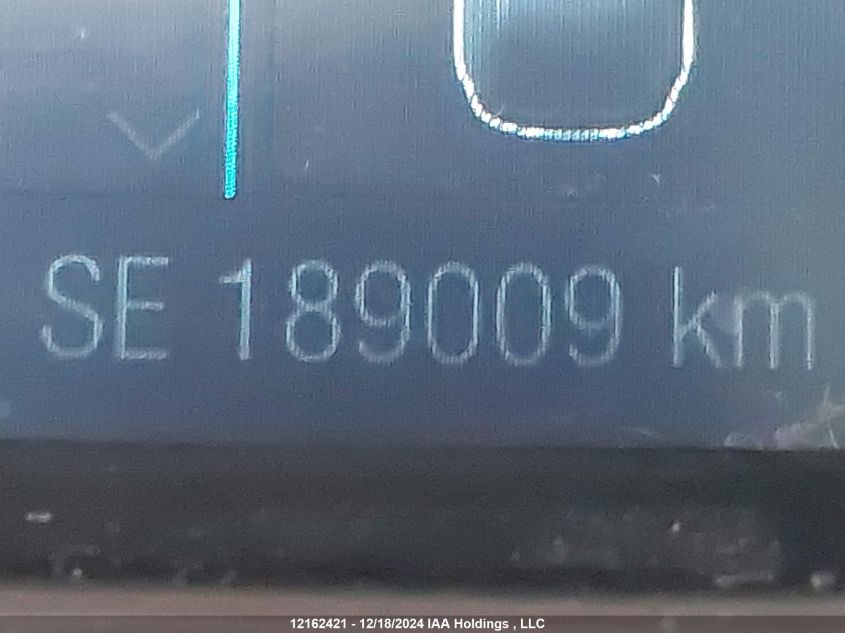 SE 189009 km
12162421 - 12/18/2024 IAA Holdings , LLC